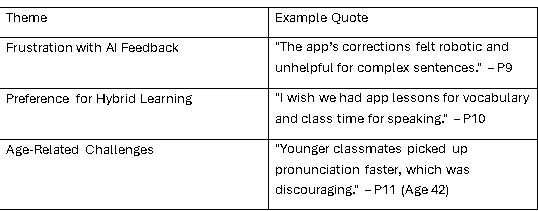 Theme
Example Quote
Frustration with AI Feedback
"The app's corrections felt robotic and
unhelpful for complex sentences." – P9
Preference for Hybrid Learning
"I wish we had app lessons for vocabulary
and class time for speaking." – P10
Age-Related Challenges
"Younger classmates picked up
pronunciation faster, which was
discouraging." – P11 (Age 42)